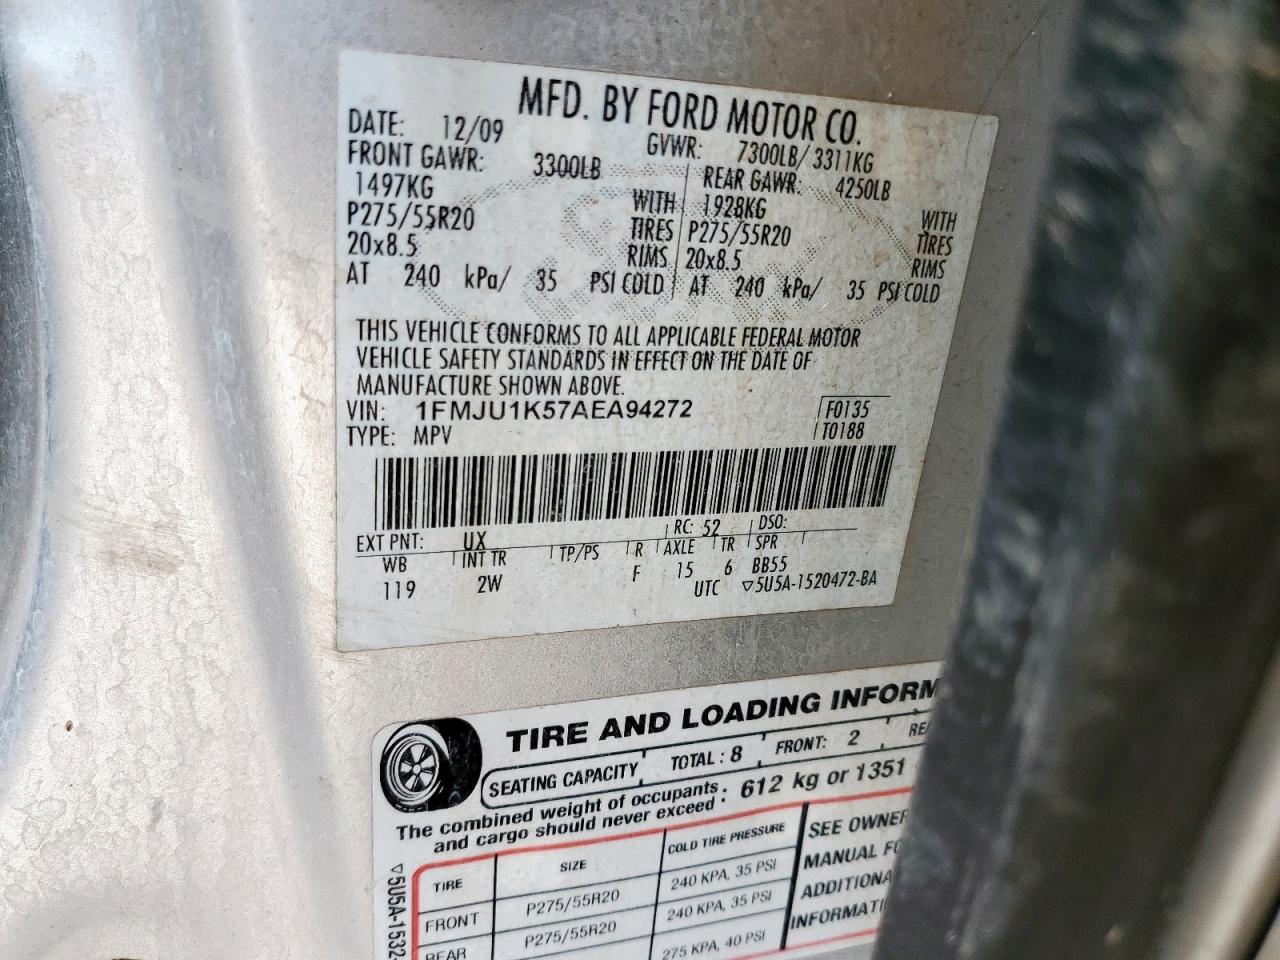 MFD. BY FORD MOTOR CO.
DATE: 12/09 GVWR: 7300LB/ 3311KG
FRONT GAWR: 3300LB REAR GAWR: 4250LB
1497KG WITH 1928KG WITH
P275/55R20 TIRES P275/55R20 TIRES
20x8.5 RIMS 20x8.5 RIMS
AT 240 kPa/ 35 PSI COLD AT 240 kPa/ 35 PSI COLD
THIS VEHICLE CONFORMS TO ALL APPLICABLE FEDERAL MOTOR
VEHICLE SAFETY STANDARDS IN EFFECT ON THE DATE OF
MANUFACTURE SHOWN ABOVE.
VIN: 1FMJU1K57AEA94272 F0135
TYPE: MPV T0188
EXT PNT: UX RC: 52 DSO:
WB INT TR TP/PS R AXLE TR SPR
119 2W F 15 6 BB55
UTC ▽5U5A-1520472-BA
TIRE AND LOADING INFORM
SEATING CAPACITY TOTAL : 8 FRONT: 2 RE
The combined weight of occupants and cargo should never exceed : 612 kg or 1351
TIRE SIZE COLD TIRE PRESSURE SEE OWNER
FRONT P275/55R20 240 KPA, 35 PSI MANUAL FO
REAR P275/55R20 240 KPA, 35 PSI ADDITIONA
275 KPA, 40 PSI INFORMATI
▽5U5A-1532